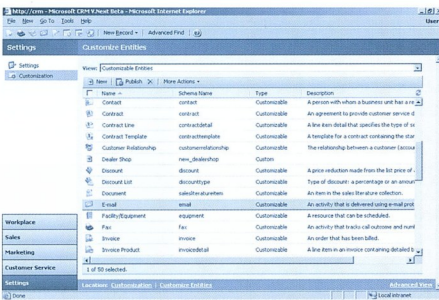 http://crm - Microsoft CRM V.Next Beta - Microsoft Internet Explorer
File View Go To Tools Help
User
New Record Advanced Find
Settings Customize Entities
Settings
Customization
View: Customizable Entities
New Publish More Actions
Name Schema Name Type Description
Contact contact Customizable A person with whom a business unit has a re
Contract contract Customizable An agreement to provide customer service d
Contract Line contractdetail Customizable A line item detail that specifies the type of se
Contract Template contracttemplate Customizable A template for a contract containing the star
Customer Relationship customerrelationship Customizable The relationship between a customer (accou
Dealer Shop new_dealershop Custom
Discount discount Customizable A price reduction made from the list price of
Discount List discounttype Customizable Type of discount: a percentage or an amoun
Document salesliteratureitem Customizable An item in the sales literature collection.
E-mail email Customizable An activity that is delivered using e-mail prot
Facility/Equipment equipment Customizable A resource that can be scheduled.
Fax fax Customizable An activity that tracks call outcome and numb
Invoice invoice Customizable An order that has been billed.
Invoice Product invoicedetail Customizable A line item in an invoice containing detailed b
Workplace
Sales
Marketing
Customer Service
Settings
1 of 50 selected.
Location: Customization | Customize Entities Advanced View
Done Local intranet